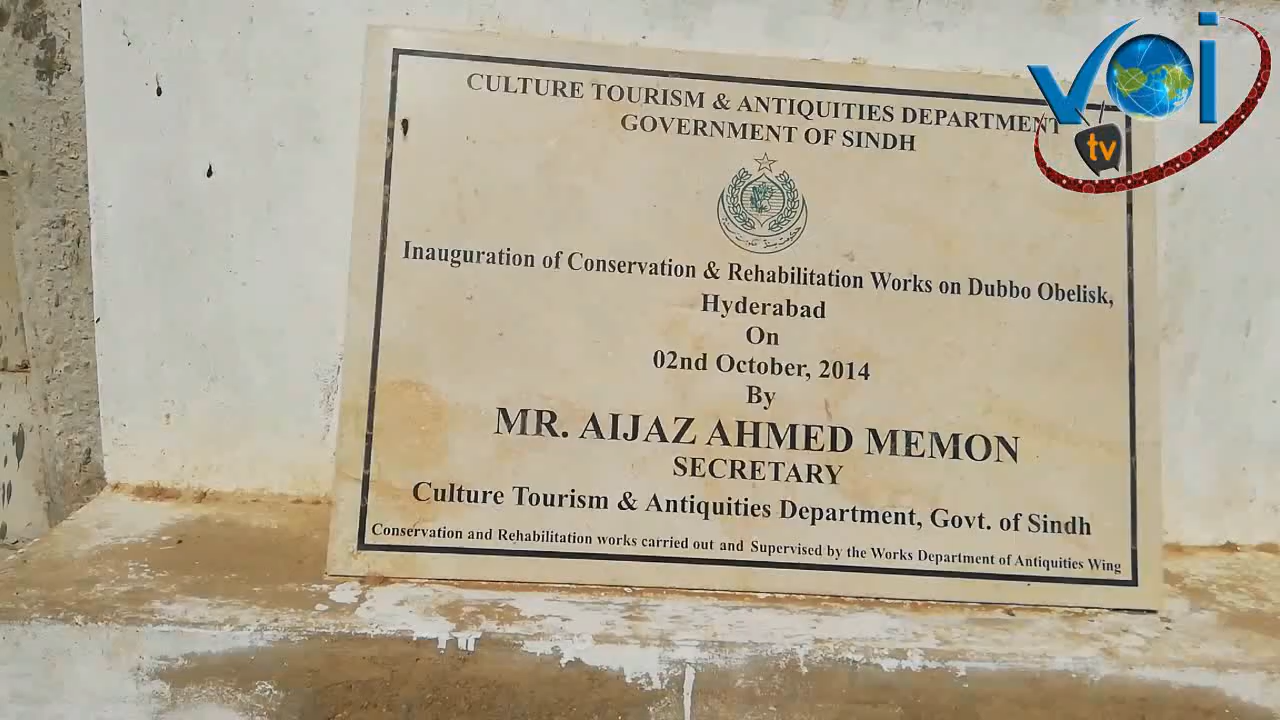 CULTURE TOURISM & ANTIQUITIES DEPARTMENT
GOVERNMENT OF SINDH
Inauguration of Conservation & Rehabilitation Works on Dubbo Obelisk,
Hyderabad
On
02nd October, 2014
By
MR. AIJAZ AHMED MEMON
SECRETARY
Culture Tourism & Antiquities Department, Govt. of Sindh
Conservation and Rehabilitation works carried out and Supervised by the Works Department of Antiquities Wing
voi
tv